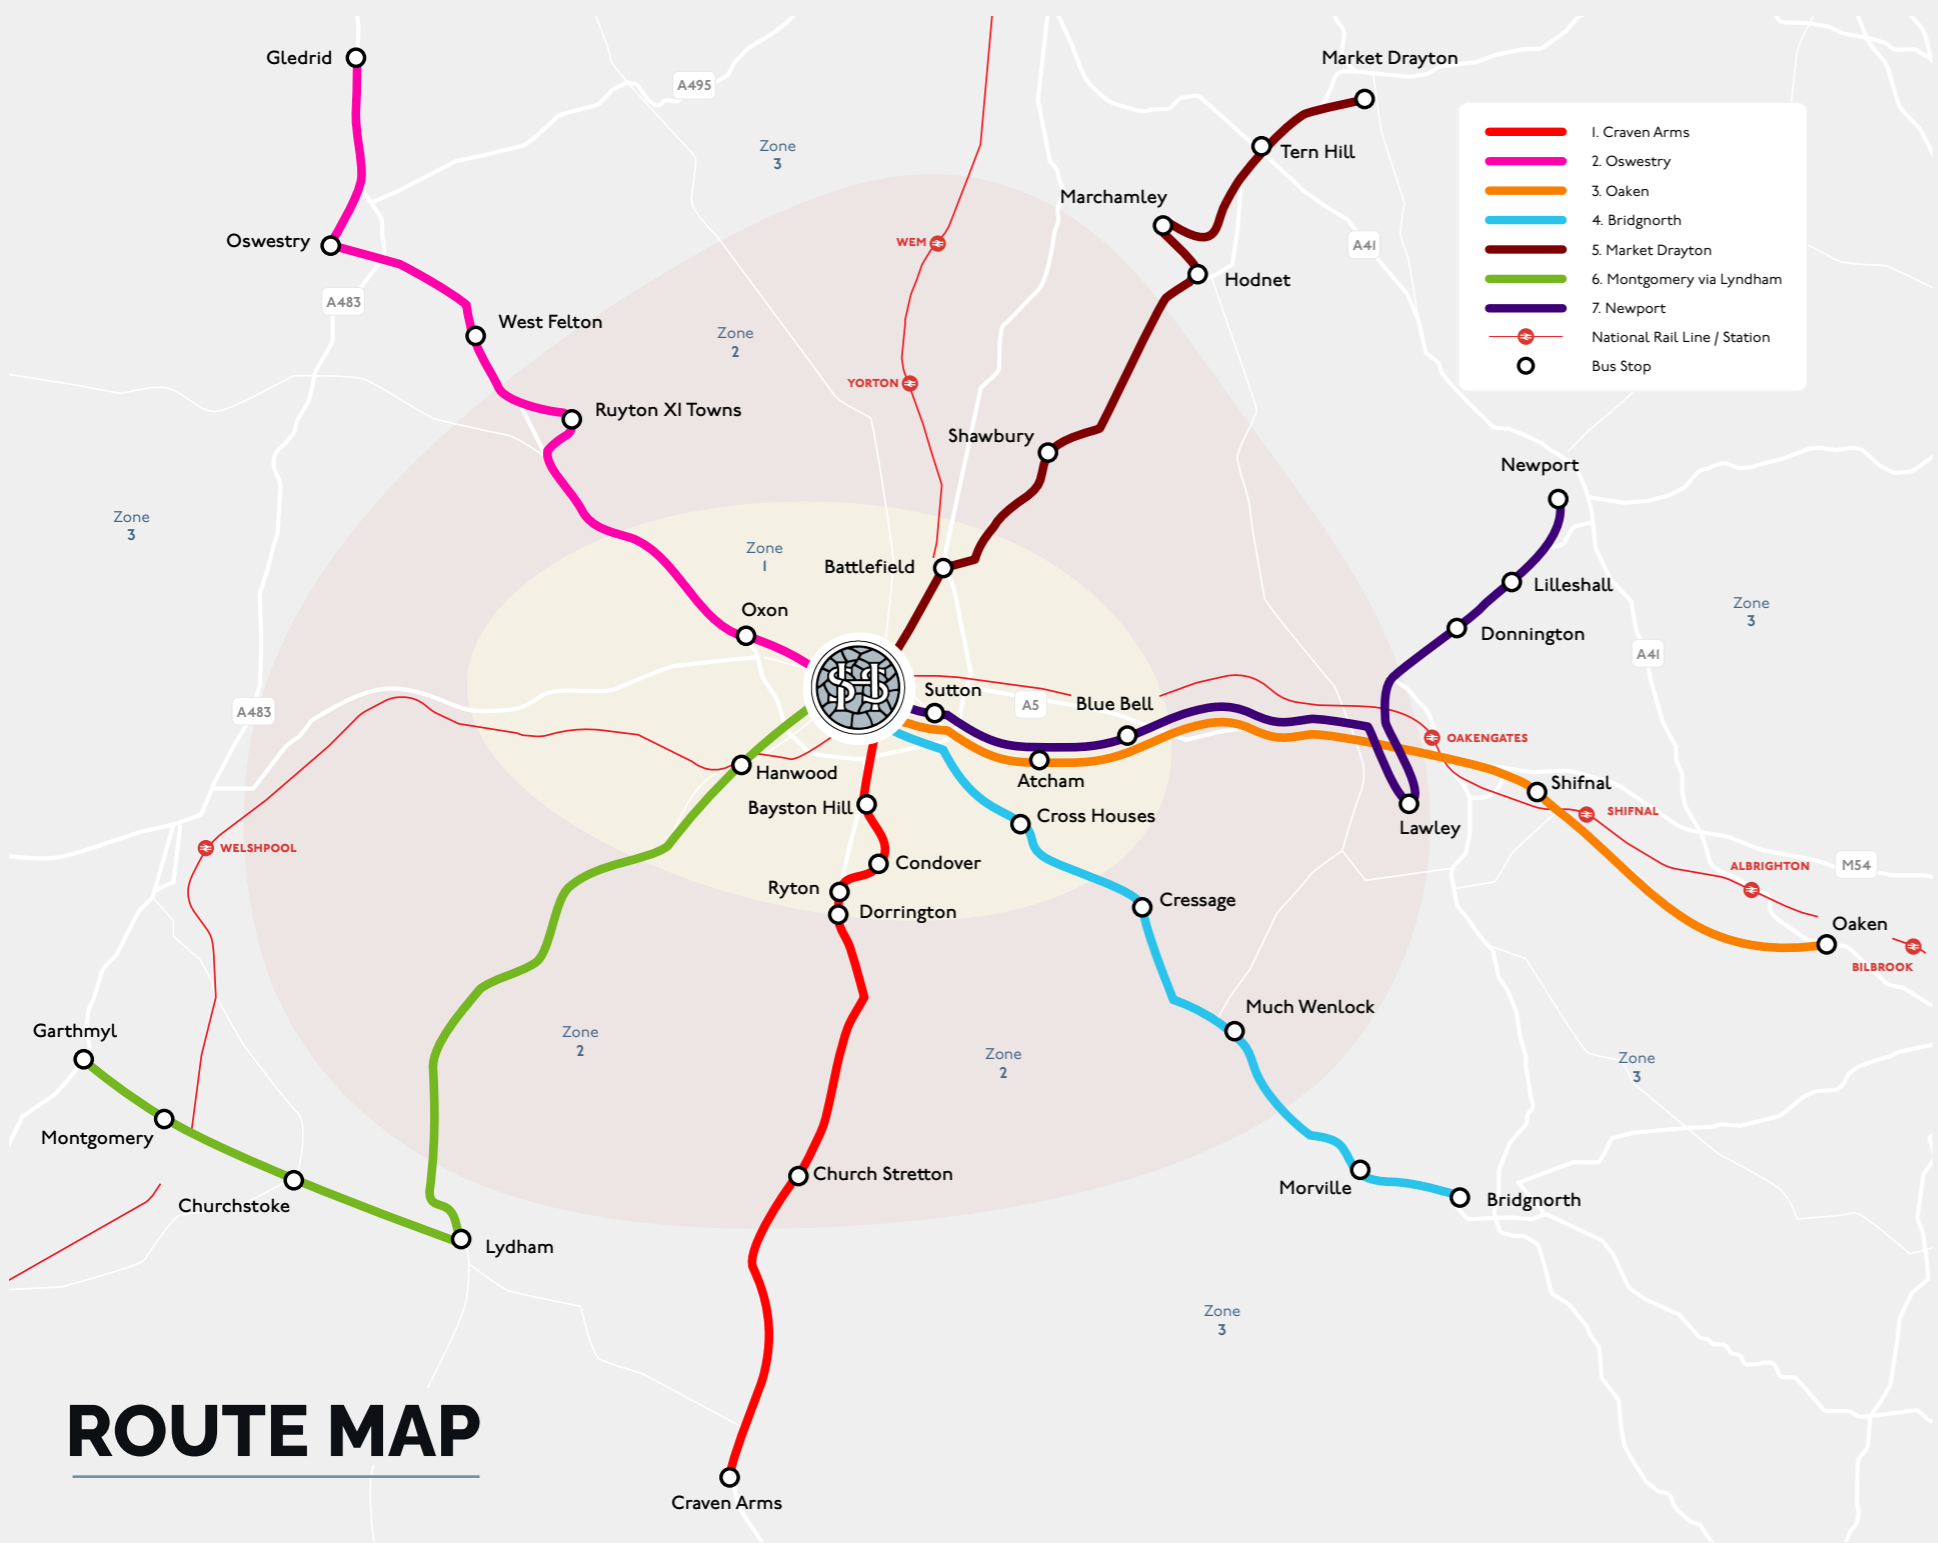 Gledrid
Market Drayton
A495
1. Craven Arms
2. Oswestry
3. Oaken
4. Bridgnorth
5. Market Drayton
6. Montgomery via Lyndham
7. Newport
National Rail Line / Station
Bus Stop
Zone
3
Tern Hill
Marchamley
Oswestry
WEM
A41
Hodnet
A483
West Felton
Zone
2
YORTON
Ruyton XI Towns
Shawbury
Newport
Zone
3
Zone
1
Battlefield
Lilleshall
Oxon
Zone
3
Donnington
A41
SH
Sutton
A5
Blue Bell
A483
OAKENGATES
Hanwood
Atcham
Shifnal
Bayston Hill
Cross Houses
Lawley
SHIFNAL
WELSHPOOL
Condover
ALBRIGHTON
M54
Ryton
Cressage
Dorrington
Oaken
BILBROOK
Much Wenlock
Garthmyl
Zone
2
Zone
2
Zone
3
Montgomery
Church Stretton
Morville
Bridgnorth
Churchstoke
Lydham
Zone
3
ROUTE MAP
Craven Arms